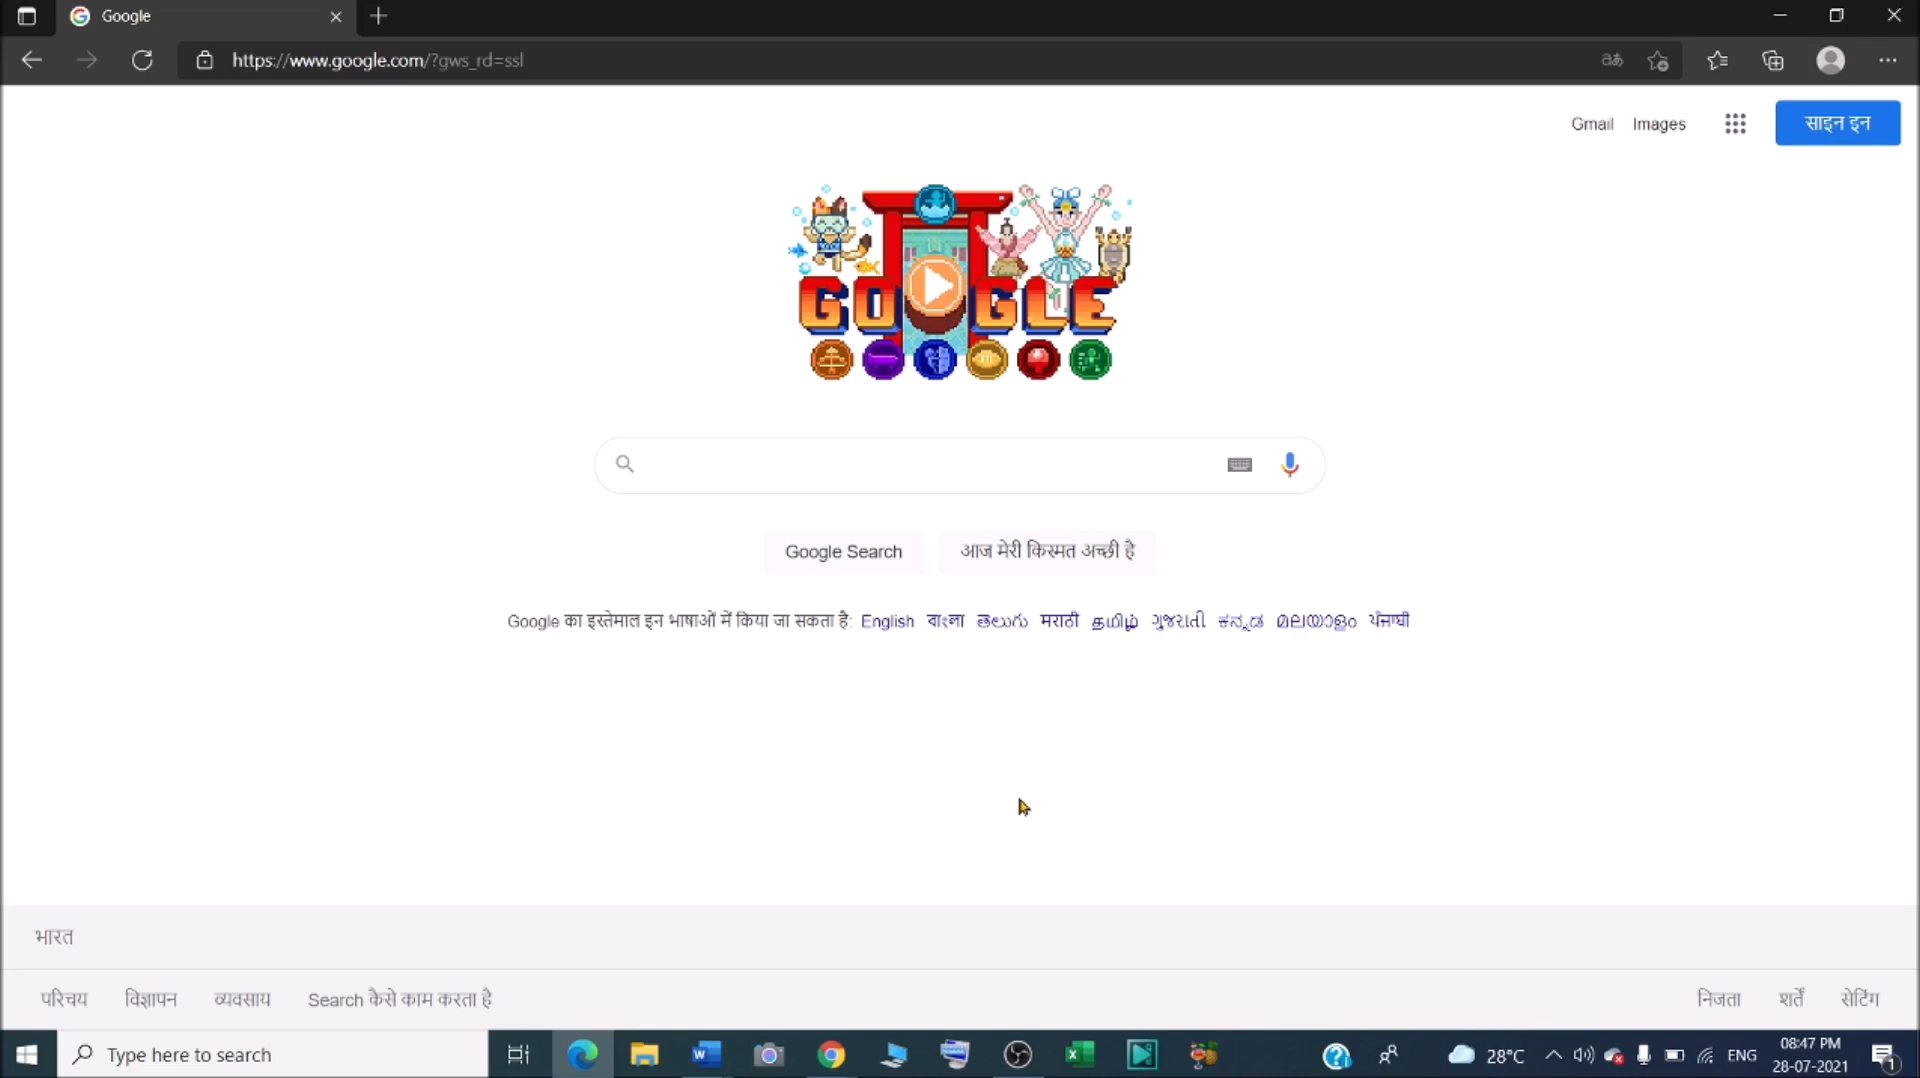 Google
https://www.google.com/?gws_rd=ssl
Gmail Images साइन इन
GOOGLE
Google Search आज मेरी किस्मत अच्छी है
Google का इस्तेमाल इन भाषाओं में किया जा सकता है: English বাংলা తెలుగు मराठी தமிழ் ગુજરાતી ಕನ್ನಡ മലയാളം ਪੰਜਾਬੀ
भारत
परिचय विज्ञापन व्यवसाय Search कैसे काम करता है निजता शर्तें सेटिंग
Type here to search 28°C ENG 08:47 PM
28-07-2021 1